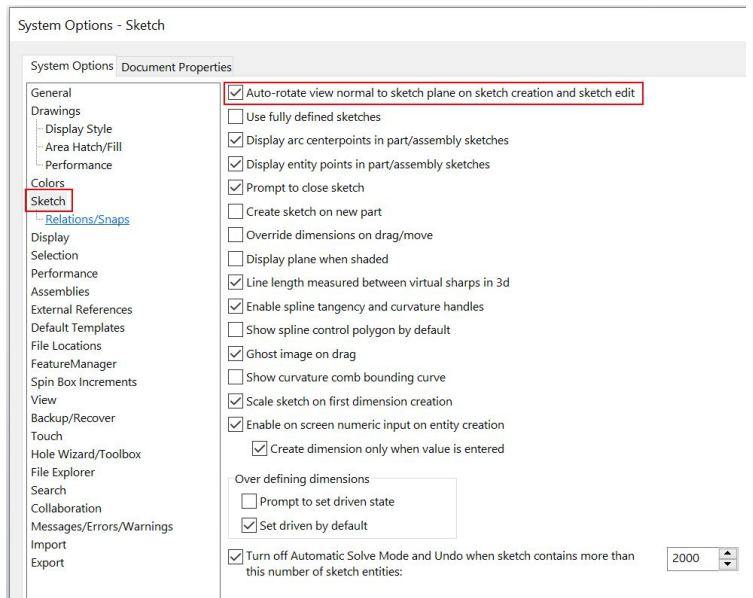 System Options - Sketch
System Options
Document Properties
General
Drawings
Display Style
Area Hatch/Fill
Performance
Colors
Sketch
Relations/Snaps
Display
Selection
Performance
Assemblies
External References
Default Templates
File Locations
FeatureManager
Spin Box Increments
View
Backup/Recover
Touch
Hole Wizard/Toolbox
File Explorer
Search
Collaboration
Messages/Errors/Warnings
Import
Export
Auto-rotate view normal to sketch plane on sketch creation and sketch edit
Use fully defined sketches
Display arc centerpoints in part/assembly sketches
Display entity points in part/assembly sketches
Prompt to close sketch
Create sketch on new part
Override dimensions on drag/move
Display plane when shaded
Line length measured between virtual sharps in 3d
Enable spline tangency and curvature handles
Show spline control polygon by default
Ghost image on drag
Show curvature comb bounding curve
Scale sketch on first dimension creation
Enable on screen numeric input on entity creation
Create dimension only when value is entered
Over defining dimensions
Prompt to set driven state
Set driven by default
Turn off Automatic Solve Mode and Undo when sketch contains more than
this number of sketch entities:
2000